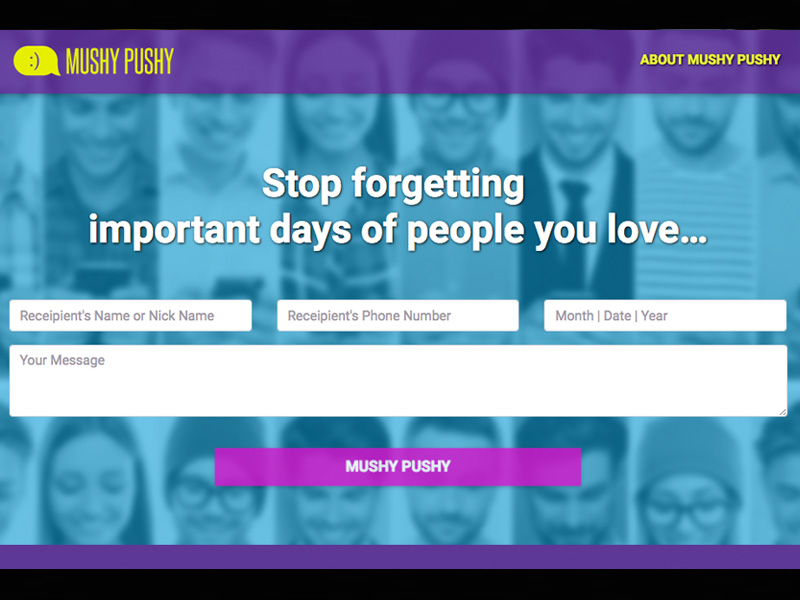 :) MUSHY PUSHY
ABOUT MUSHY PUSHY
Stop forgetting
important days of people you love...
Receipient's Name or Nick Name
Receipient's Phone Number
Month | Date | Year
Your Message
MUSHY PUSHY